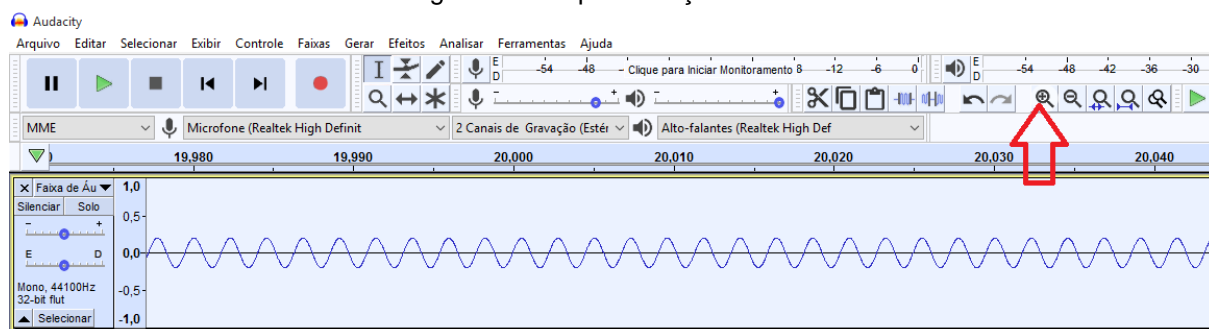 Audacity
Arquivo Editar Selecionar Exibir Controle Faixas Gerar Efeitos Analisar Ferramentas Ajuda
E D -54 -48 - Clique para Iniciar Monitoramento 8 -12 -6 0 E D -54 -48 -42 -36 -30
MME Microfone (Realtek High Definit 2 Canais de Gravação (Estér Alto-falantes (Realtek High Def
19,980 19,990 20,000 20,010 20,020 20,030 20,040
X Faixa de Áu 1,0
Silenciar Solo
0,5
- +
E D 0,0
Mono, 44100Hz
32-bit flut
-0,5
Selecionar -1,0